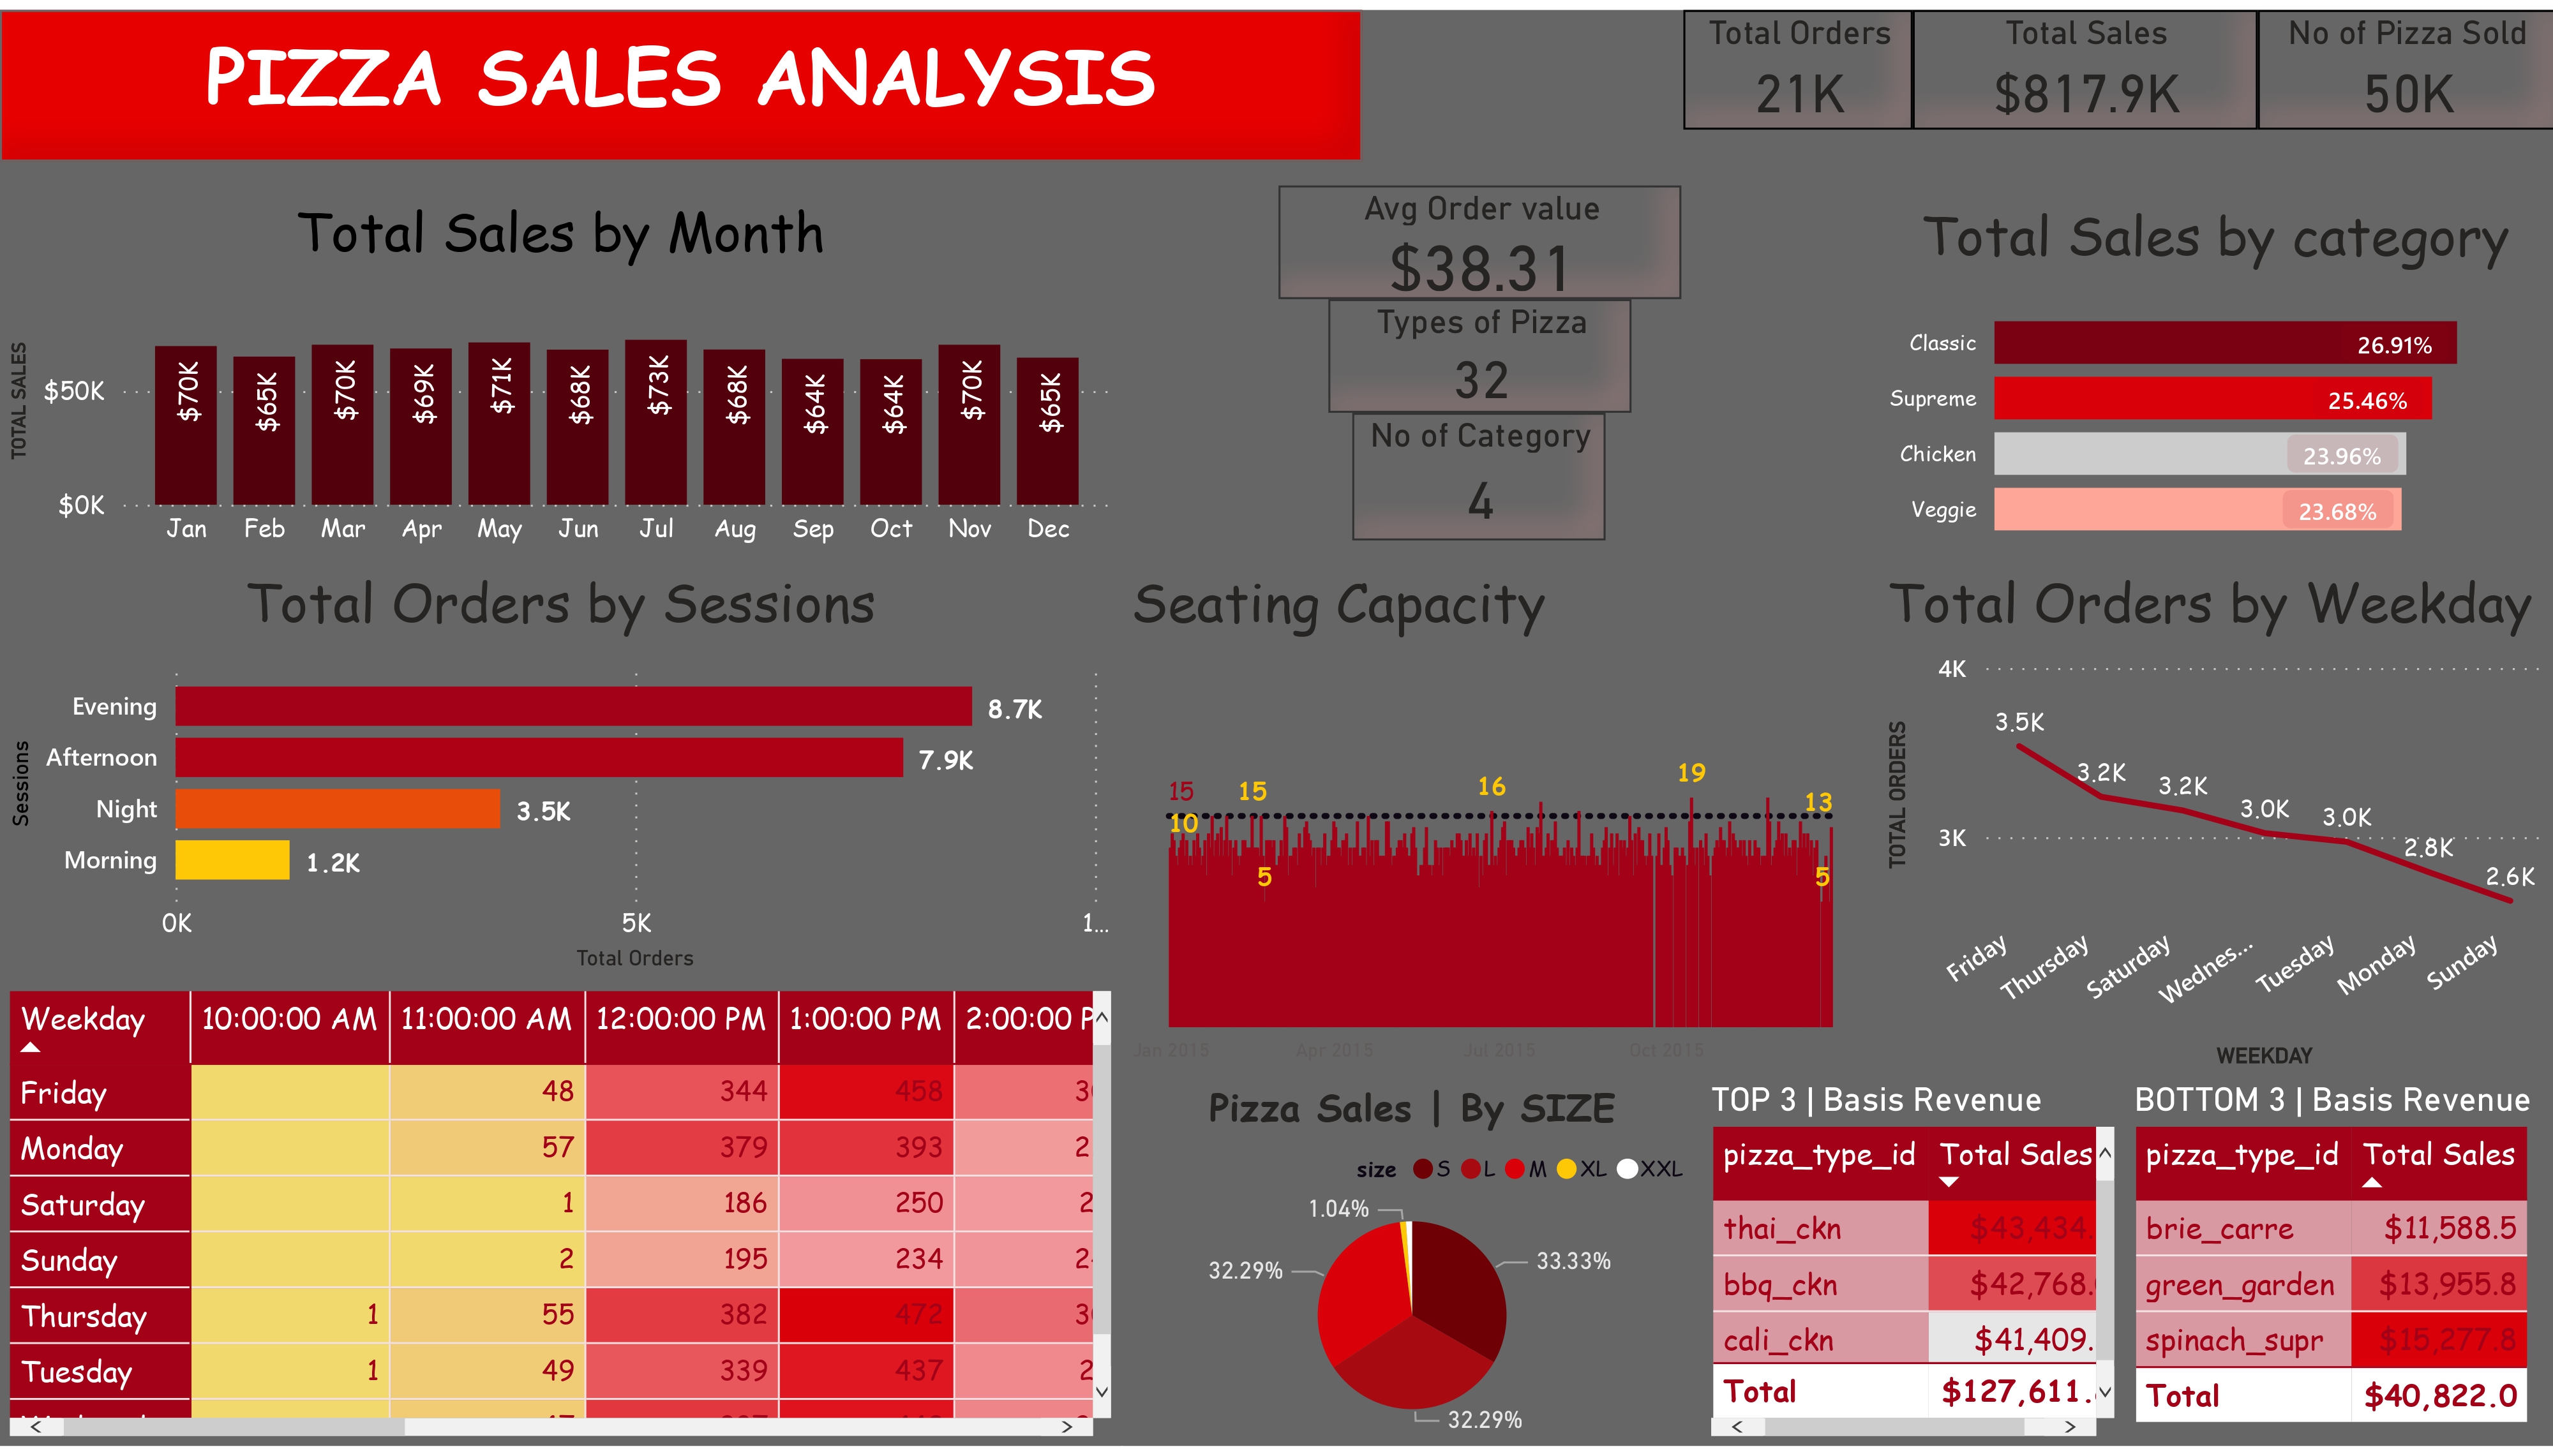 PIZZA SALES ANALYSIS
Total Orders
21K
Total Sales
$817.9K
No of Pizza Sold
50K
Total Sales by Month
TOTAL SALES
$50K
$0K
$70K
$65K
$70K
$69K
$71K
$68K
$73K
$68K
$64K
$64K
$70K
$65K
Jan Feb Mar Apr May Jun Jul Aug Sep Oct Nov Dec
Avg Order value
$38.31
Types of Pizza
32
No of Category
4
Total Sales by category
Classic 26.91%
Supreme 25.46%
Chicken 23.96%
Veggie 23.68%
Total Orders by Sessions
Sessions
Evening 8.7K
Afternoon 7.9K
Night 3.5K
Morning 1.2K
0K 5K 1...
Total Orders
Seating Capacity
15 15 16 19 13
10
5 5
Jan 2015 Apr 2015 Jul 2015 Oct 2015
Total Orders by Weekday
TOTAL ORDERS
4K
3K
3.5K
3.2K
3.2K
3.0K
3.0K
2.8K
2.6K
Friday Thursday Saturday Wednes... Tuesday Monday Sunday
WEEKDAY
Weekday 10:00:00 AM 11:00:00 AM 12:00:00 PM 1:00:00 PM 2:00:00
Friday 48 344 458
Monday 57 379 393
Saturday 1 186 250
Sunday 2 195 234
Thursday 1 55 382 472
Tuesday 1 49 339 437
Pizza Sales | By SIZE
size S L M XL XXL
1.04%
32.29%
33.33%
32.29%
TOP 3 | Basis Revenue
pizza_type_id Total Sales
thai_ckn $43,434.
bbq_ckn $42,768.
cali_ckn $41,409.
Total $127,611.
BOTTOM 3 | Basis Revenue
pizza_type_id Total Sales
brie_carre $11,588.5
green_garden $13,955.8
spinach_supr $15,277.8
Total $40,822.0